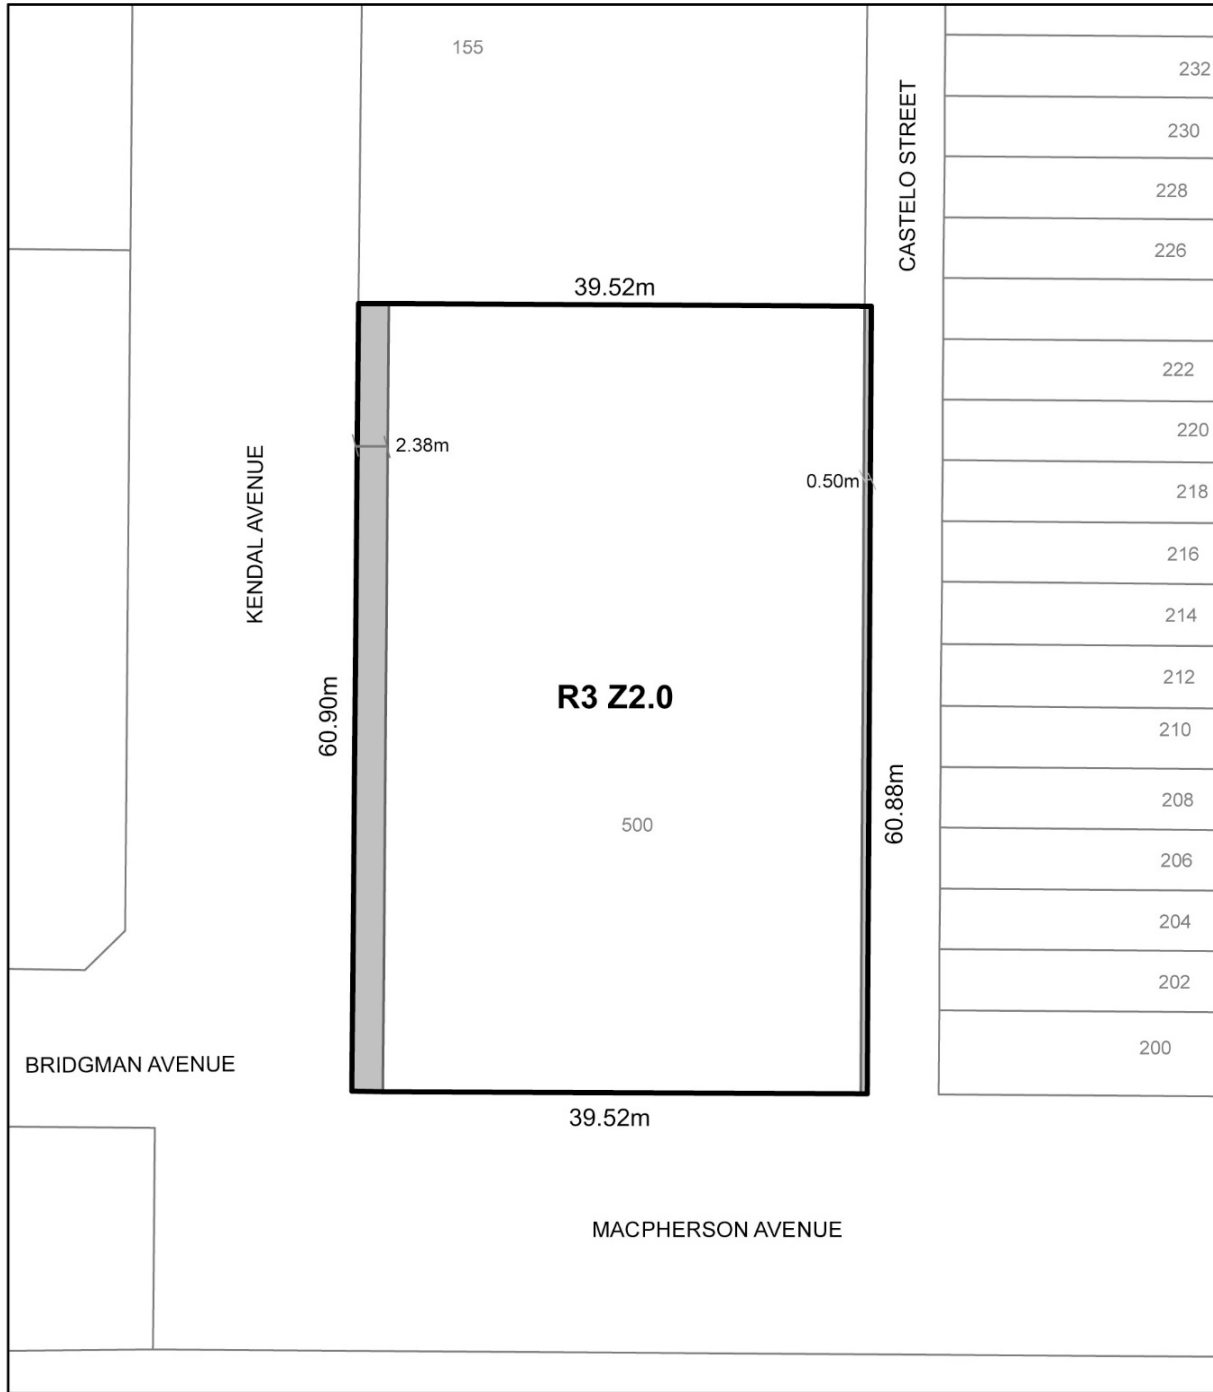 155
232
CASTELO STREET
230
228
226
39.52m
222
220
2.38m
KENDAL AVENUE
0.50m
218
216
214
212
R3 Z2.0
60.90m
210
60.88m
208
500
206
204
202
200
BRIDGMAN AVENUE
39.52m
MACPHERSON AVENUE